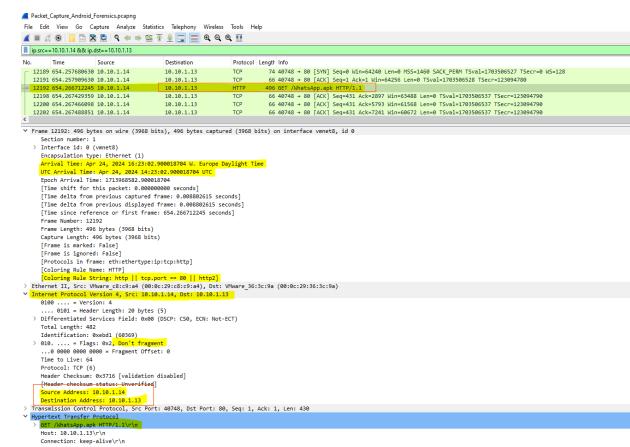 Packet_Capture_Android_Forensics.pcapng
File Edit View Go Capture Analyze Statistics Telephony Wireless Tools Help
ip.src==10.10.1.14 && ip.dst==10.10.1.13
No. Time Source Destination Protocol Length Info
12189 654.257680630 10.10.1.14 10.10.1.13 TCP 74 40748 → 80 [SYN] Seq=0 Win=64240 Len=0 MSS=1460 SACK_PERM TSval=1703506527 TSecr=0 WS=128
12191 654.257909630 10.10.1.14 10.10.1.13 TCP 66 40748 → 80 [ACK] Seq=1 Ack=1 Win=64256 Len=0 TSval=1703506528 TSecr=123094780
12192 654.266712245 10.10.1.14 10.10.1.13 HTTP 496 GET /WhatsApp.apk HTTP/1.1
12198 654.267429359 10.10.1.14 10.10.1.13 TCP 66 40748 → 80 [ACK] Seq=431 Ack=2897 Win=63488 Len=0 TSval=1703506537 TSecr=123094790
12200 654.267466098 10.10.1.14 10.10.1.13 TCP 66 40748 → 80 [ACK] Seq=431 Ack=5793 Win=61568 Len=0 TSval=1703506537 TSecr=123094790
12202 654.267488851 10.10.1.14 10.10.1.13 TCP 66 40748 → 80 [ACK] Seq=431 Ack=7241 Win=60672 Len=0 TSval=1703506537 TSecr=123094790
Frame 12192: 496 bytes on wire (3968 bits), 496 bytes captured (3968 bits) on interface vmnet8, id 0
Section number: 1
Interface id: 0 (vmnet8)
Encapsulation type: Ethernet (1)
Arrival Time: Apr 24, 2024 16:23:02.900018704 W. Europe Daylight Time
UTC Arrival Time: Apr 24, 2024 14:23:02.900018704 UTC
Epoch Arrival Time: 1713968582.900018704
[Time shift for this packet: 0.000000000 seconds]
[Time delta from previous captured frame: 0.008802615 seconds]
[Time delta from previous displayed frame: 0.008802615 seconds]
[Time since reference or first frame: 654.266712245 seconds]
Frame Number: 12192
Frame Length: 496 bytes (3968 bits)
Capture Length: 496 bytes (3968 bits)
[Frame is marked: False]
[Frame is ignored: False]
[Protocols in frame: eth:ethertype:ip:tcp:http]
[Coloring Rule Name: HTTP]
[Coloring Rule String: http || tcp.port == 80 || http2]
Ethernet II, Src: VMware_c8:c9:a4 (00:0c:29:c8:c9:a4), Dst: VMware_36:3c:9a (00:0c:29:36:3c:9a)
Internet Protocol Version 4, Src: 10.10.1.14, Dst: 10.10.1.13
0100 .... = Version: 4
.... 0101 = Header Length: 20 bytes (5)
Differentiated Services Field: 0x00 (DSCP: CS0, ECN: Not-ECT)
Total Length: 482
Identification: 0xebd1 (60369)
010. .... = Flags: 0x2, Don't fragment
...0 0000 0000 0000 = Fragment Offset: 0
Time to Live: 64
Protocol: TCP (6)
Header Checksum: 0x3716 [validation disabled]
[Header checksum status: Unverified]
Source Address: 10.10.1.14
Destination Address: 10.10.1.13
Transmission Control Protocol, Src Port: 40748, Dst Port: 80, Seq: 1, Ack: 1, Len: 430
Hypertext Transfer Protocol
GET /WhatsApp.apk HTTP/1.1\r\n
Host: 10.10.1.13\r\n
Connection: keep-alive\r\n